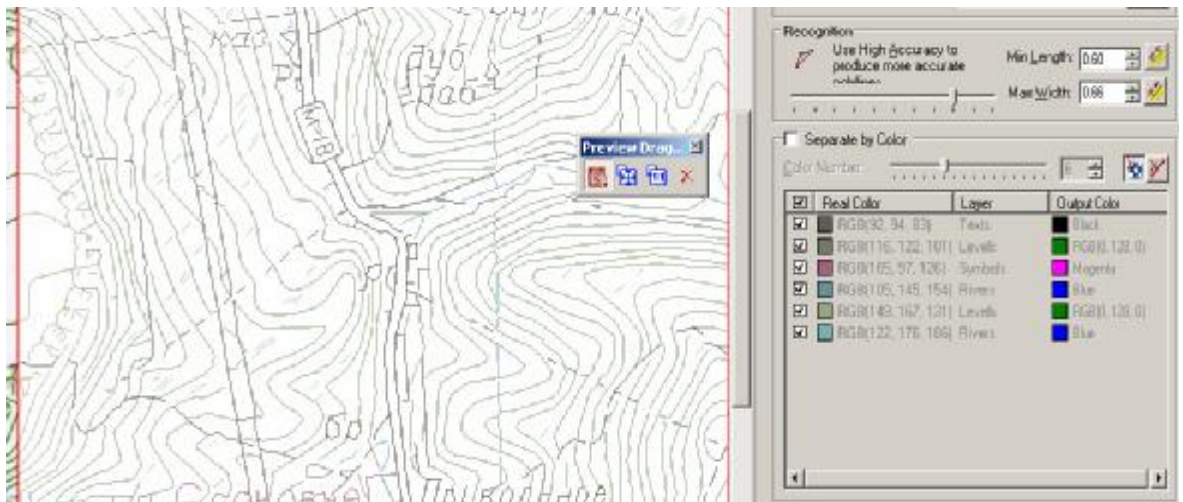 Recognition
Use High Accuracy to
produce more accurate
polylines
Min Length: 0.60
Max Width: 0.66
Preview Drag...
Separate by Color
Color Number: 6
Real Color Layer Output Color
RGB(92, 94, 83) Texts Black
RGB(116, 122, 101) Levels RGB(0, 128, 0)
RGB(165, 97, 126) Symbols Magenta
RGB(105, 145, 154) Rivers Blue
RGB(149, 167, 131) Levels RGB(0, 128, 0)
RGB(122, 176, 186) Rivers Blue